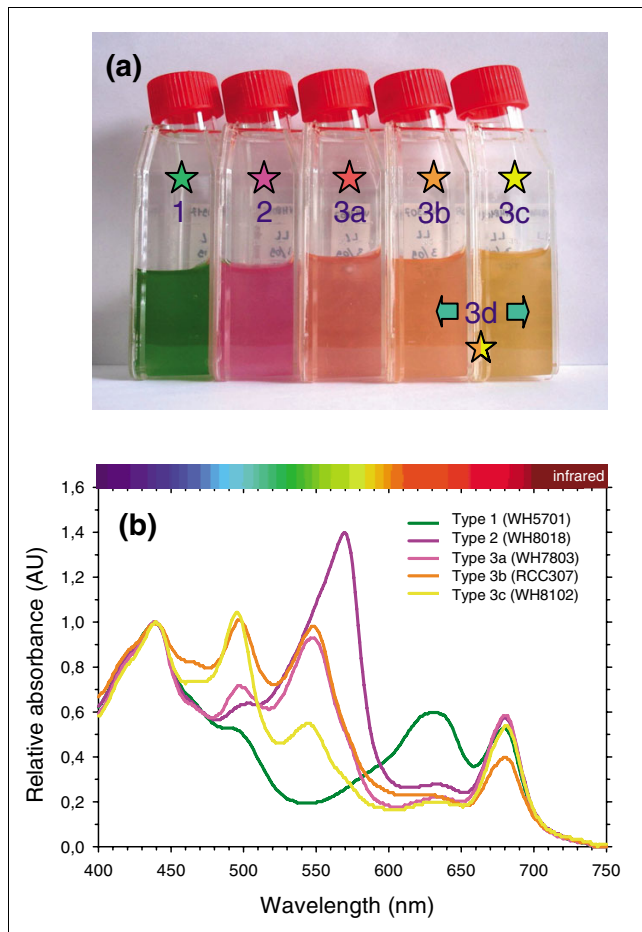 (a)
1 2 3a 3b 3c
3d
infrared
(b)
Type 1 (WH5701)
Type 2 (WH8018)
Type 3a (WH7803)
Type 3b (RCC307)
Type 3c (WH8102)
Relative absorbance (AU)
1,6
1,4
1,2
1,0
0,8
0,6
0,4
0,2
0,0
400 450 500 550 600 650 700 750
Wavelength (nm)